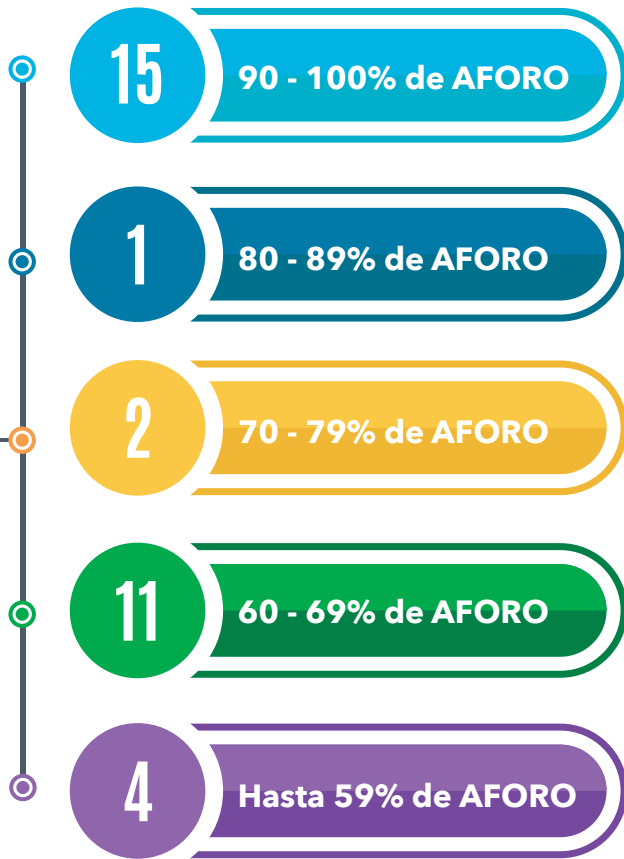 15
90 - 100% de AFORO
1
80 - 89% de AFORO
2
70 - 79% de AFORO
11
60 - 69% de AFORO
4
Hasta 59% de AFORO